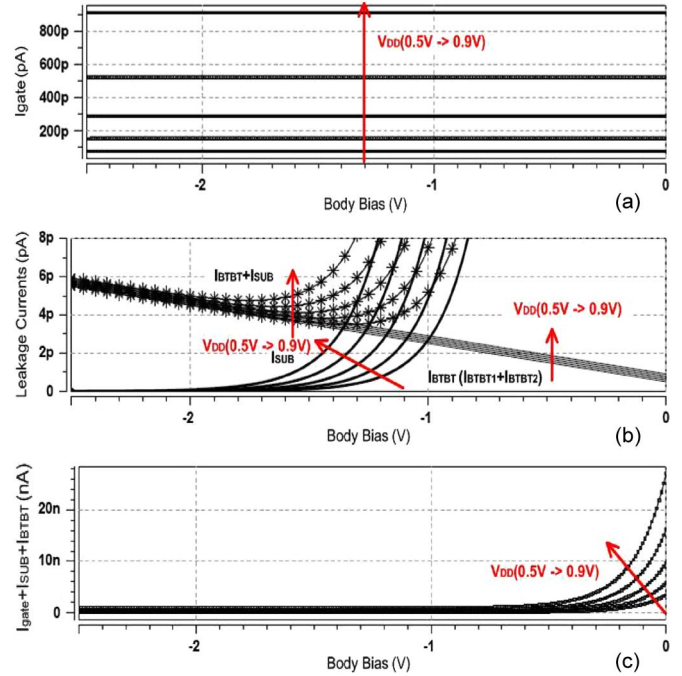 Igate (pA)
800p
600p
400p
200p
VDD(0.5V -> 0.9V)
-2
-1
0
Body Bias (V)
(a)
Leakage Currents (pA)
8p
6p
4p
2p
0
IBTBT+ISUB
VDD(0.5V -> 0.9V)
VDD(0.5V -> 0.9V)
ISUB
IBTBT (IBTBT1+IBTBT2)
-2
-1
0
Body Bias (V)
(b)
Igate+ISUB+IBTBT (nA)
20n
10n
0
VDD(0.5V -> 0.9V)
-2
-1
0
Body Bias (V)
(c)